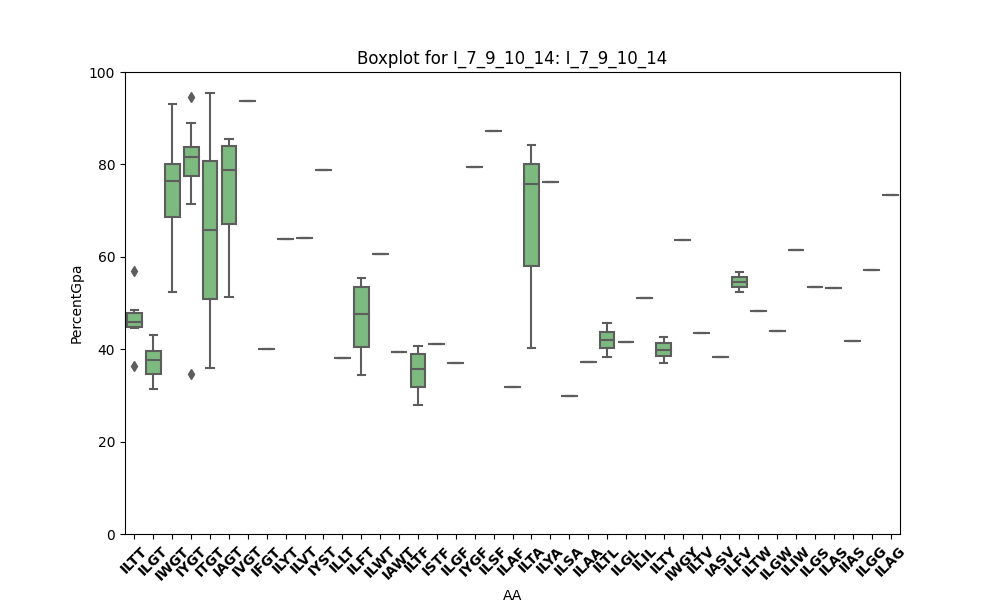 Boxplot for I_7_9_10_14: I_7_9_10_14
100
80
60
40
20
0
PercentGpa
ILTT
ILGT
IWGT
IYGT
ITGT
IAGT
IVGT
IFGT
ILYT
ILVT
IYST
ILLT
ILFT
ILWT
IAWT
ILTF
ISTF
ILGF
IYGF
ILSF
ILAF
ILTA
ILYA
ILSA
ILAA
ILTL
ILGL
ILIL
ILTY
IWGY
ILTV
IASV
ILFV
ILTW
ILGW
ILIW
ILGS
ILAS
IIAS
ILGG
ILAG
AA